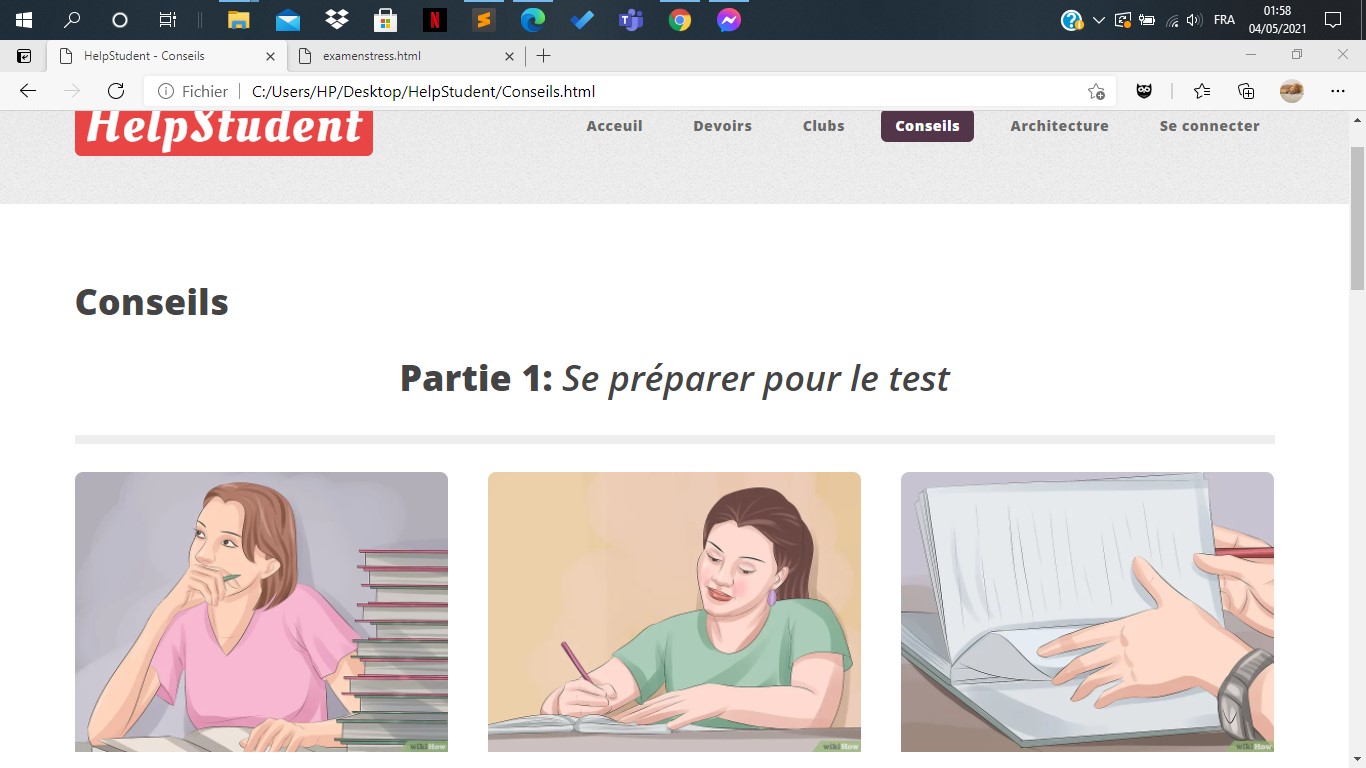 01:58
FRA
04/05/2021
HelpStudent - Conseils
examenstress.html
Fichier
C:/Users/HP/Desktop/HelpStudent/Conseils.html
HelpStudent
Acceuil Devoirs Clubs Conseils Architecture Se connecter
Conseils
Partie 1: Se préparer pour le test
wikiHow
wikiHow
wikiHow